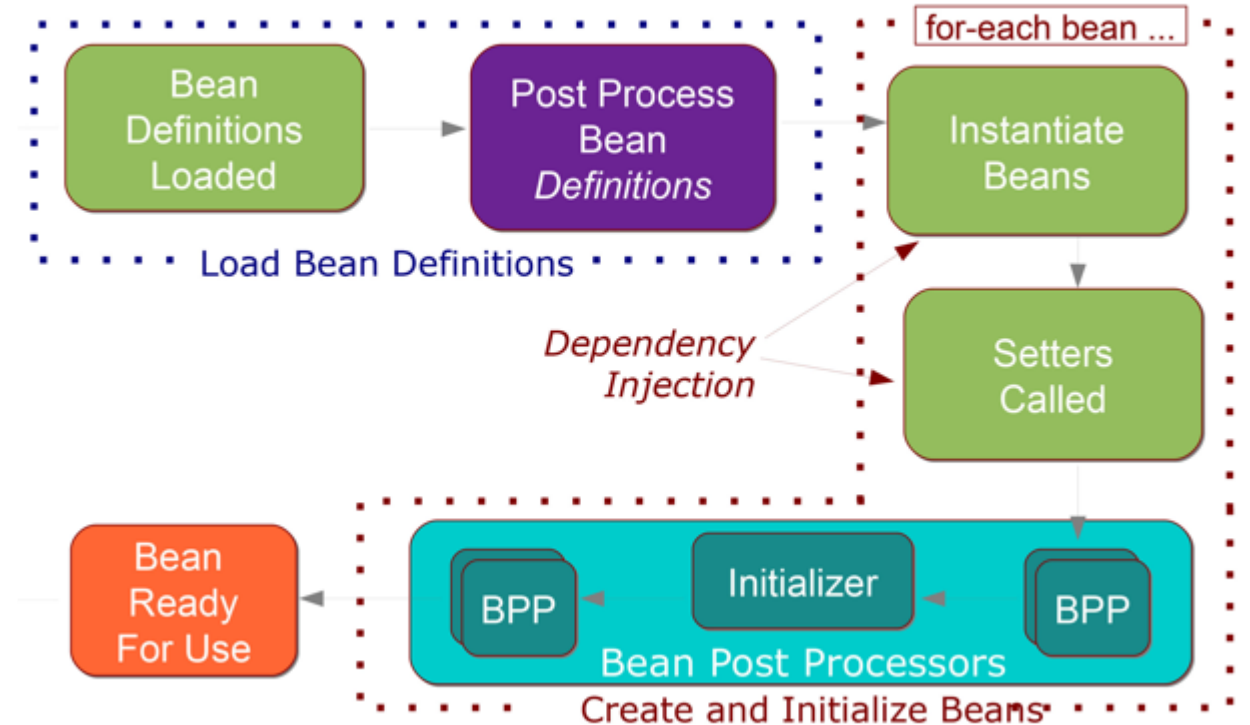 for-each bean ...
Bean
Definitions
Loaded
Post Process
Bean
Definitions
Instantiate
Beans
Load Bean Definitions
Dependency
Injection
Setters
Called
Bean
Ready
For Use
BPP
Initializer
BPP
Bean Post Processors
Create and Initialize Beans